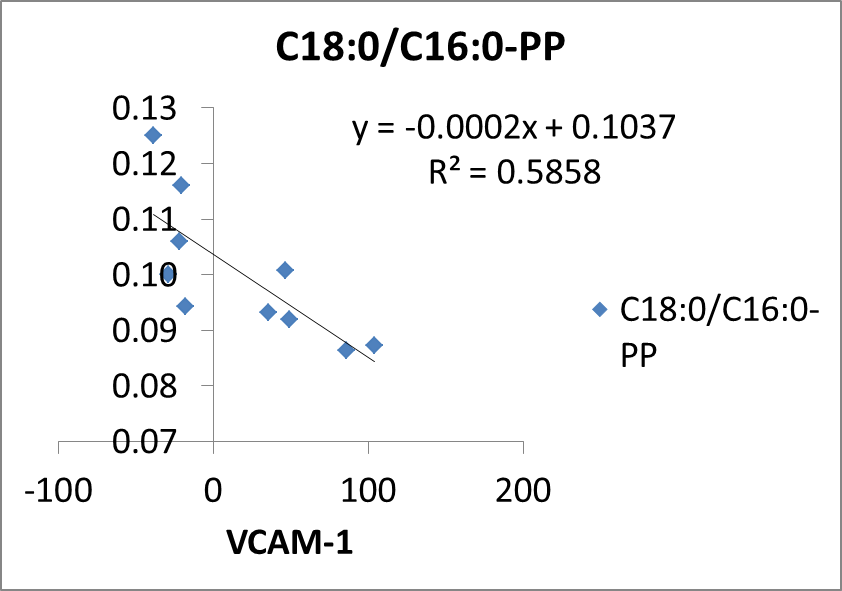 C18:0/C16:0-PP
y = -0.0002x + 0.1037
R² = 0.5858
0.13
0.12
0.11
0.10
0.09
0.08
0.07
-100 0 100 200
VCAM-1
C18:0/C16:0-
PP